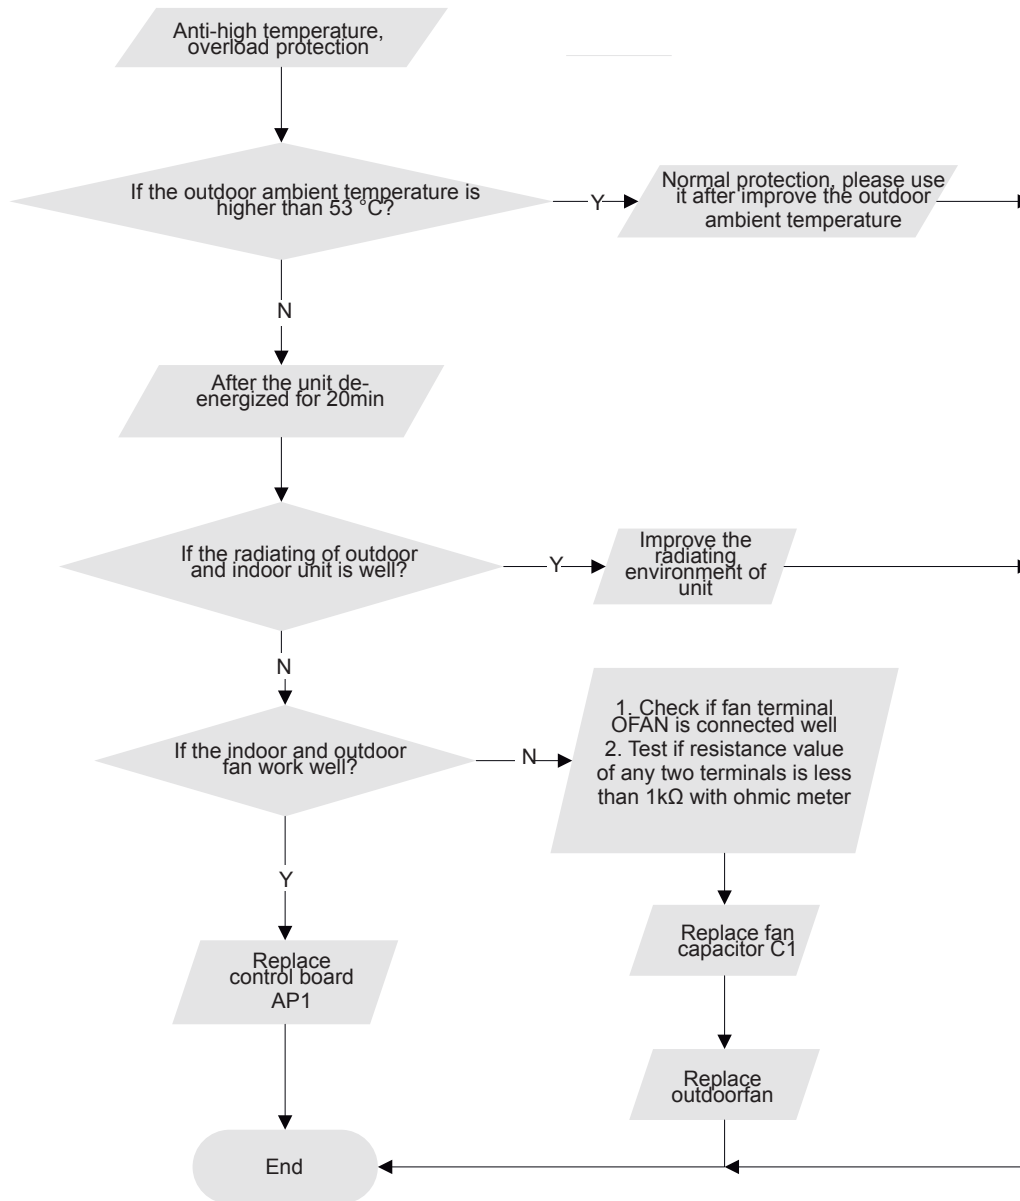 Anti-high temperature,
overload protection
If the outdoor ambient temperature is
higher than 53 °C?
Y
Normal protection, please use
it after improve the outdoor
ambient temperature
N
After the unit de-
energized for 20min
If the radiating of outdoor
and indoor unit is well?
Y
Improve the
radiating
environment of
unit
N
If the indoor and outdoor
fan work well?
N
1. Check if fan terminal
OFAN is connected well
2. Test if resistance value
of any two terminals is less
than 1kΩ with ohmic meter
Y
Replace fan
capacitor C1
Replace
control board
AP1
Replace
outdoorfan
End